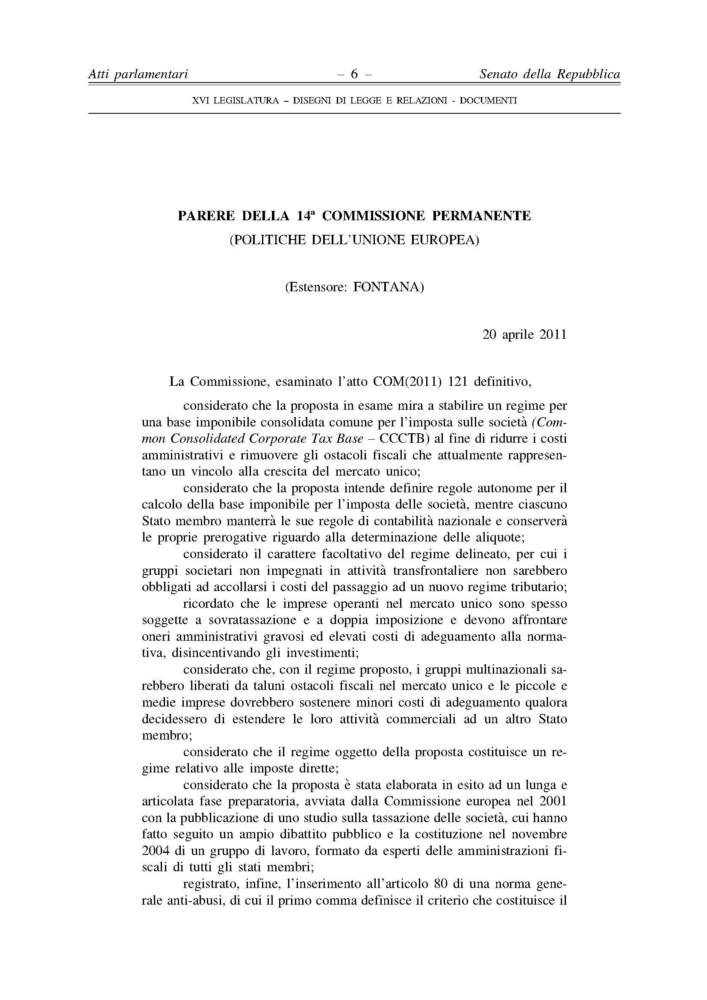 Atti parlamentari – 6 – Senato della Repubblica
XVI LEGISLATURA – DISEGNI DI LEGGE E RELAZIONI - DOCUMENTI
PARERE DELLA 14ª COMMISSIONE PERMANENTE
(POLITICHE DELL'UNIONE EUROPEA)
(Estensore: FONTANA)
20 aprile 2011
La Commissione, esaminato l'atto COM(2011) 121 definitivo,
considerato che la proposta in esame mira a stabilire un regime per
una base imponibile consolidata comune per l'imposta sulle società (Com-
mon Consolidated Corporate Tax Base – CCCTB) al fine di ridurre i costi
amministrativi e rimuovere gli ostacoli fiscali che attualmente rappresen-
tano un vincolo alla crescita del mercato unico;
considerato che la proposta intende definire regole autonome per il
calcolo della base imponibile per l'imposta delle società, mentre ciascuno
Stato membro manterrà le sue regole di contabilità nazionale e conserverà
le proprie prerogative riguardo alla determinazione delle aliquote;
considerato il carattere facoltativo del regime delineato, per cui i
gruppi societari non impegnati in attività transfrontaliere non sarebbero
obbligati ad accollarsi i costi del passaggio ad un nuovo regime tributario;
ricordato che le imprese operanti nel mercato unico sono spesso
soggette a sovratassazione e a doppia imposizione e devono affrontare
oneri amministrativi gravosi ed elevati costi di adeguamento alla norma-
tiva, disincentivando gli investimenti;
considerato che, con il regime proposto, i gruppi multinazionali sa-
rebbero liberati da taluni ostacoli fiscali nel mercato unico e le piccole e
medie imprese dovrebbero sostenere minori costi di adeguamento qualora
decidessero di estendere le loro attività commerciali ad un altro Stato
membro;
considerato che il regime oggetto della proposta costituisce un re-
gime relativo alle imposte dirette;
considerato che la proposta è stata elaborata in esito ad un lunga e
articolata fase preparatoria, avviata dalla Commissione europea nel 2001
con la pubblicazione di uno studio sulla tassazione delle società, cui hanno
fatto seguito un ampio dibattito pubblico e la costituzione nel novembre
2004 di un gruppo di lavoro, formato da esperti delle amministrazioni fi-
scali di tutti gli stati membri;
registrato, infine, l'inserimento all'articolo 80 di una norma gene-
rale anti-abusi, di cui il primo comma definisce il criterio che costituisce il